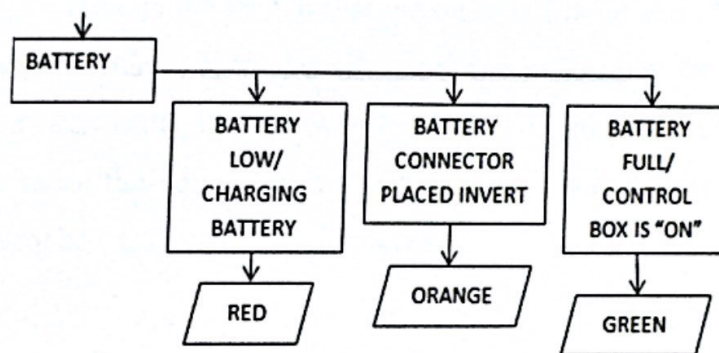 BATTERY
BATTERY
LOW/
CHARGING
BATTERY
BATTERY
CONNECTOR
PLACED INVERT
BATTERY
FULL/
CONTROL
BOX IS “ON”
RED
ORANGE
GREEN